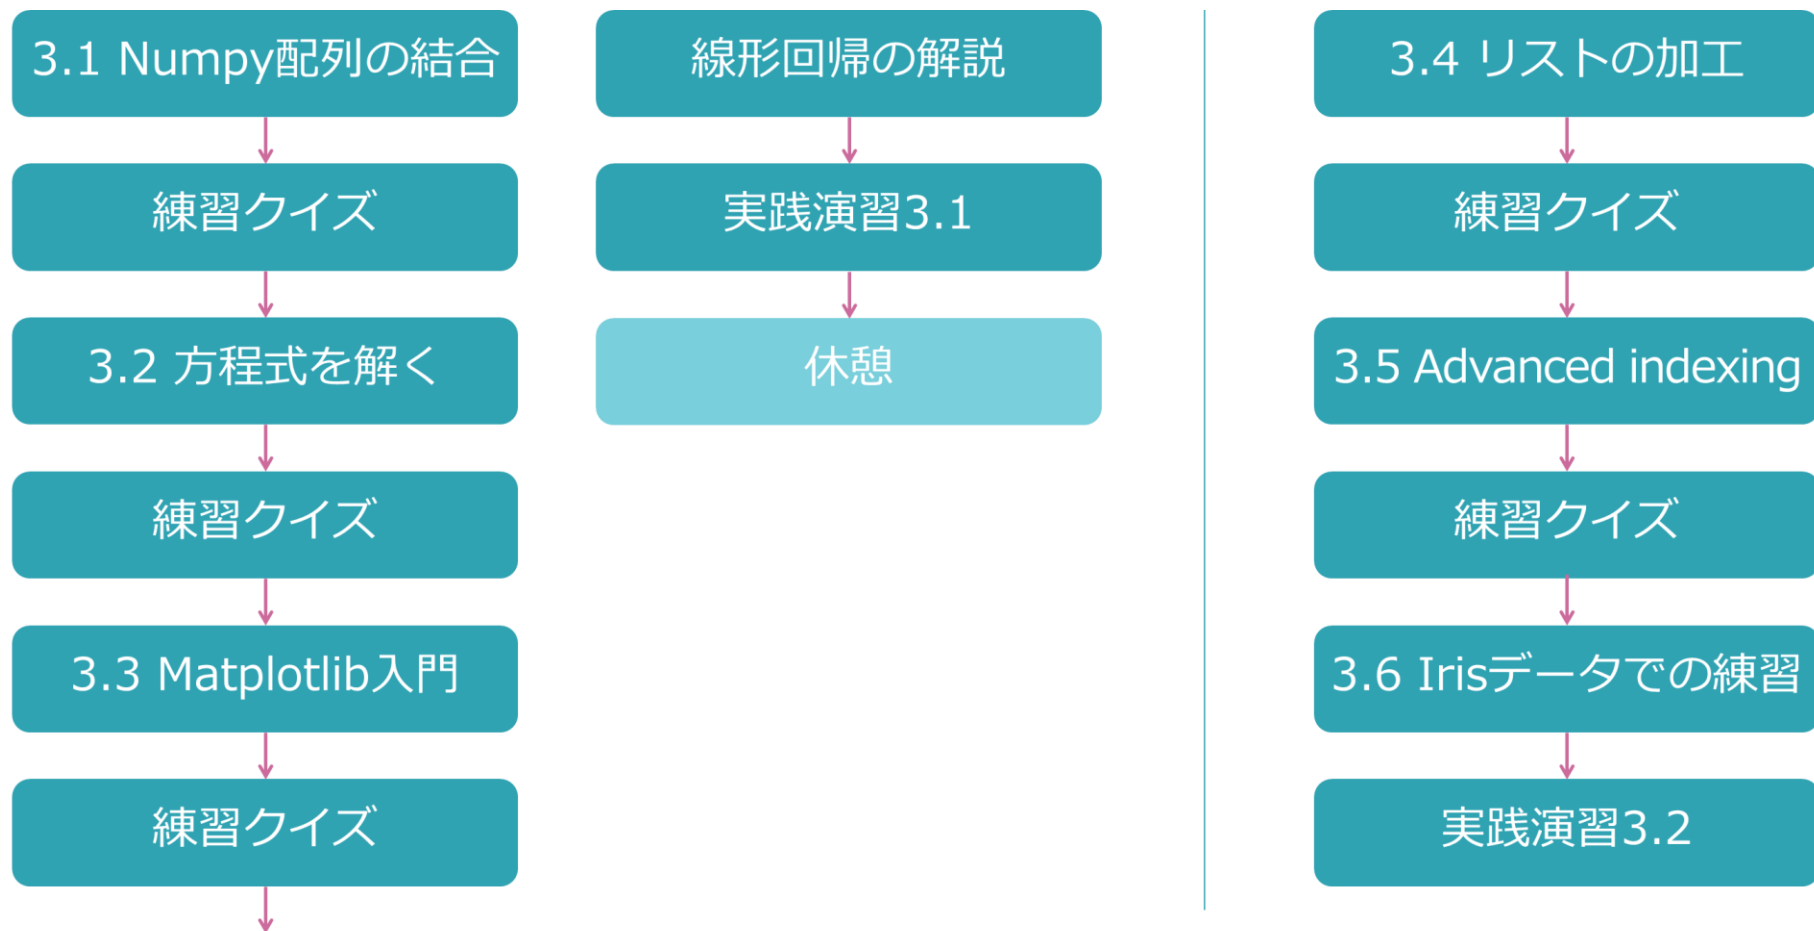 3.1 Numpy配列の結合
練習クイズ
3.2 方程式を解く
練習クイズ
3.3 Matplotlib入門
練習クイズ
線形回帰の解説
実践演習3.1
休憩
3.4 リストの加工
練習クイズ
3.5 Advanced indexing
練習クイズ
3.6 Irisデータでの練習
実践演習3.2